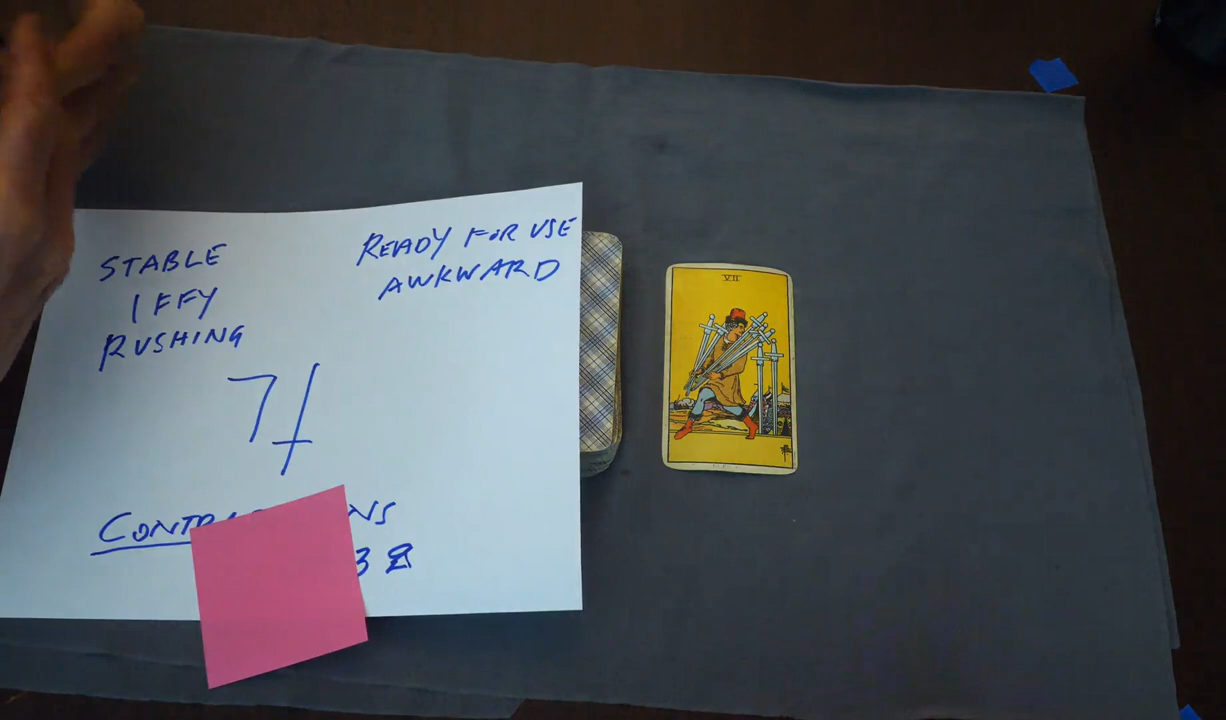 STABLE
IFFY
RUSHING
READY FOR USE
AWKWARD
7
VII